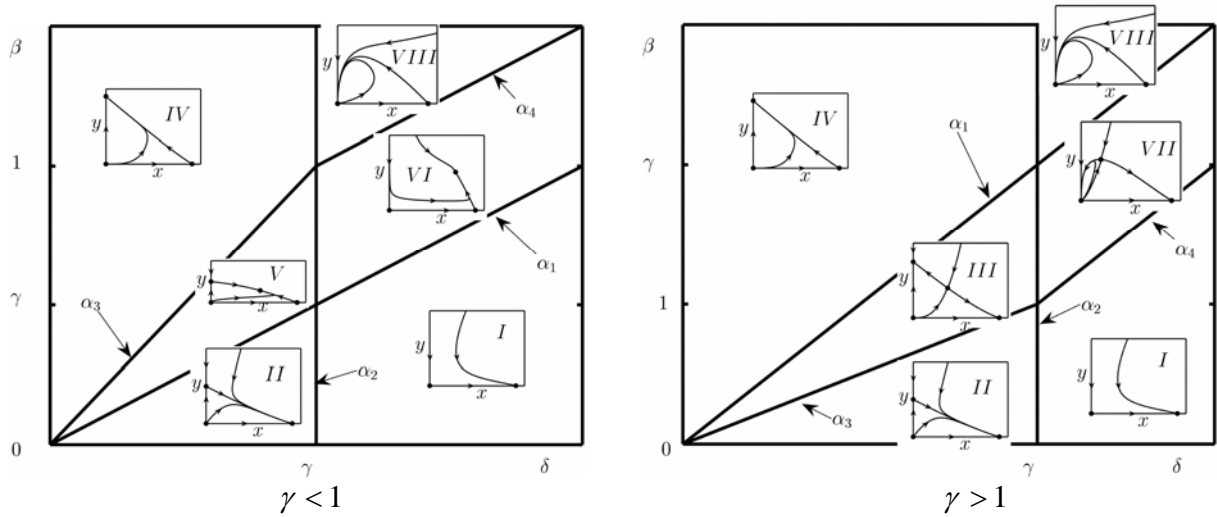 β
1
γ
0
γ
δ
α₃
α₂
α₁
α₄
y
x
IV
y
x
VIII
y
x
VI
y
x
V
y
x
II
y
x
I
γ < 1
β
γ
1
0
γ
δ
α₁
α₃
α₂
α₄
y
x
IV
y
x
VIII
y
x
VII
y
x
III
y
x
II
y
x
I
γ > 1